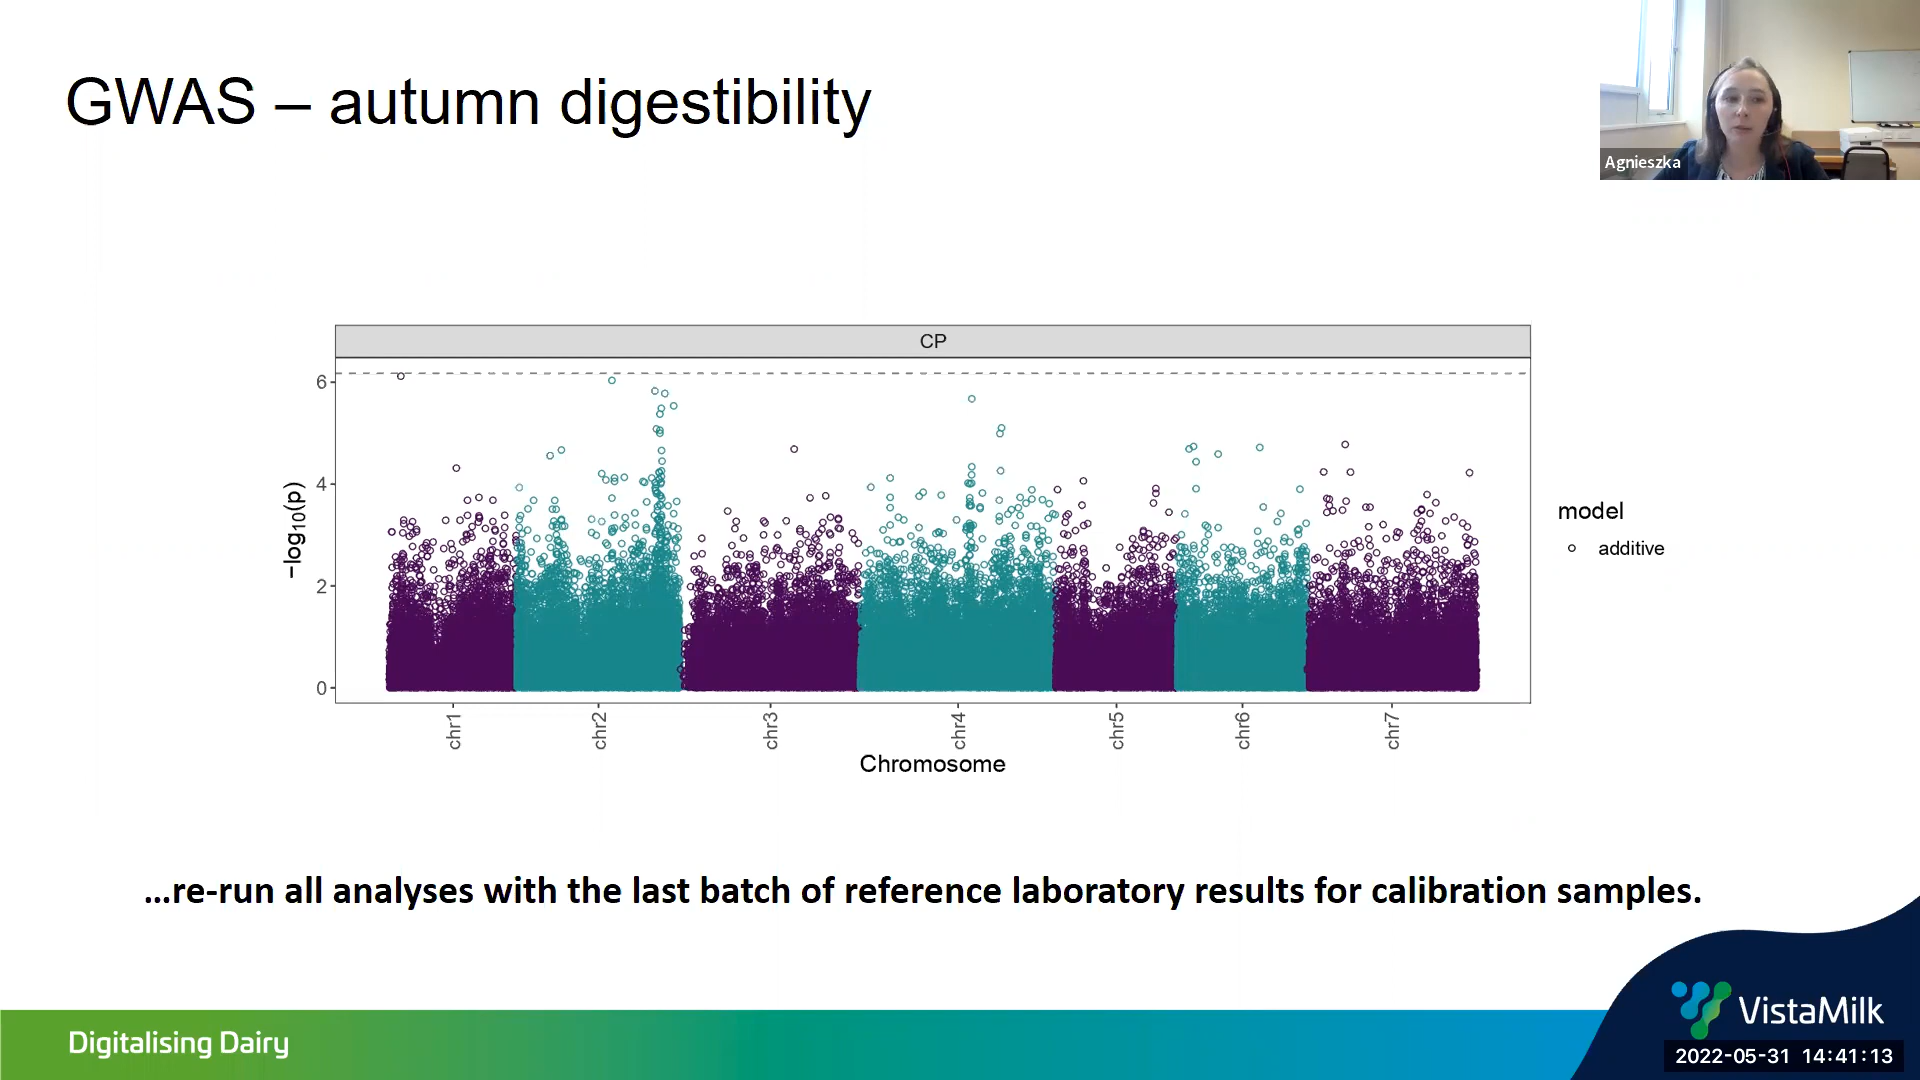 GWAS – autumn digestibility
Agnieszka
CP
6
4
2
0
−log10(p)
chr1 chr2 chr3 chr4 chr5 chr6 chr7
Chromosome
model
additive
...re-run all analyses with the last batch of reference laboratory results for calibration samples.
Digitalising Dairy
VistaMilk
2022-05-31 14:41:13